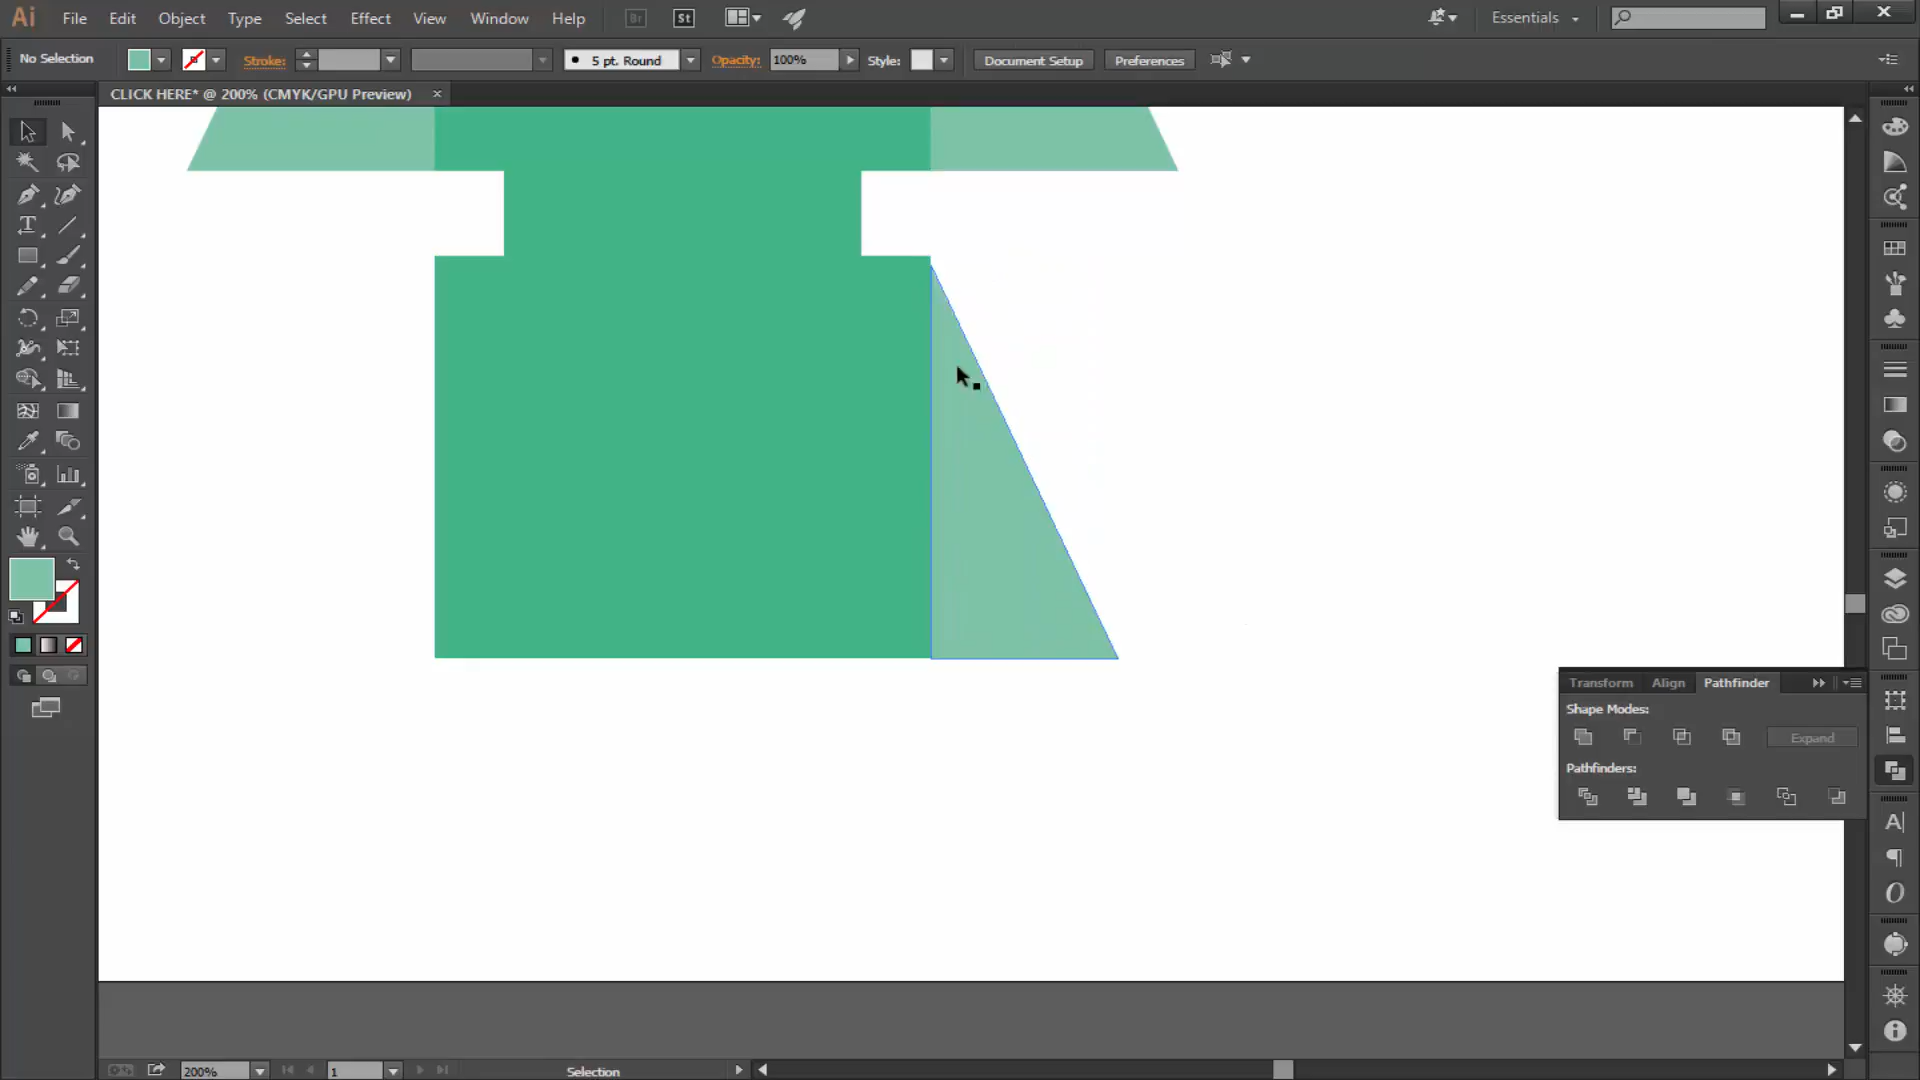 Ai File Edit Object Type Select Effect View Window Help Br St Essentials
No Selection Stroke: 5 pt. Round Opacity: 100% Style: Document Setup Preferences
CLICK HERE* @ 200% (CMYK/GPU Preview) ×
Transform Align Pathfinder
Shape Modes:
Expand
Pathfinders:
200% 1 Selection